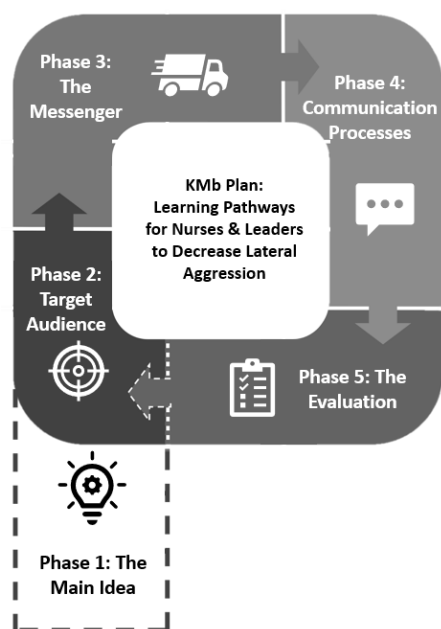 Phase 3:
The
Messenger
Phase 4:
Communication
Processes
KMb Plan:
Learning Pathways
for Nurses & Leaders
to Decrease Lateral
Aggression
Phase 2:
Target
Audience
Phase 5: The
Evaluation
Phase 1: The
Main Idea